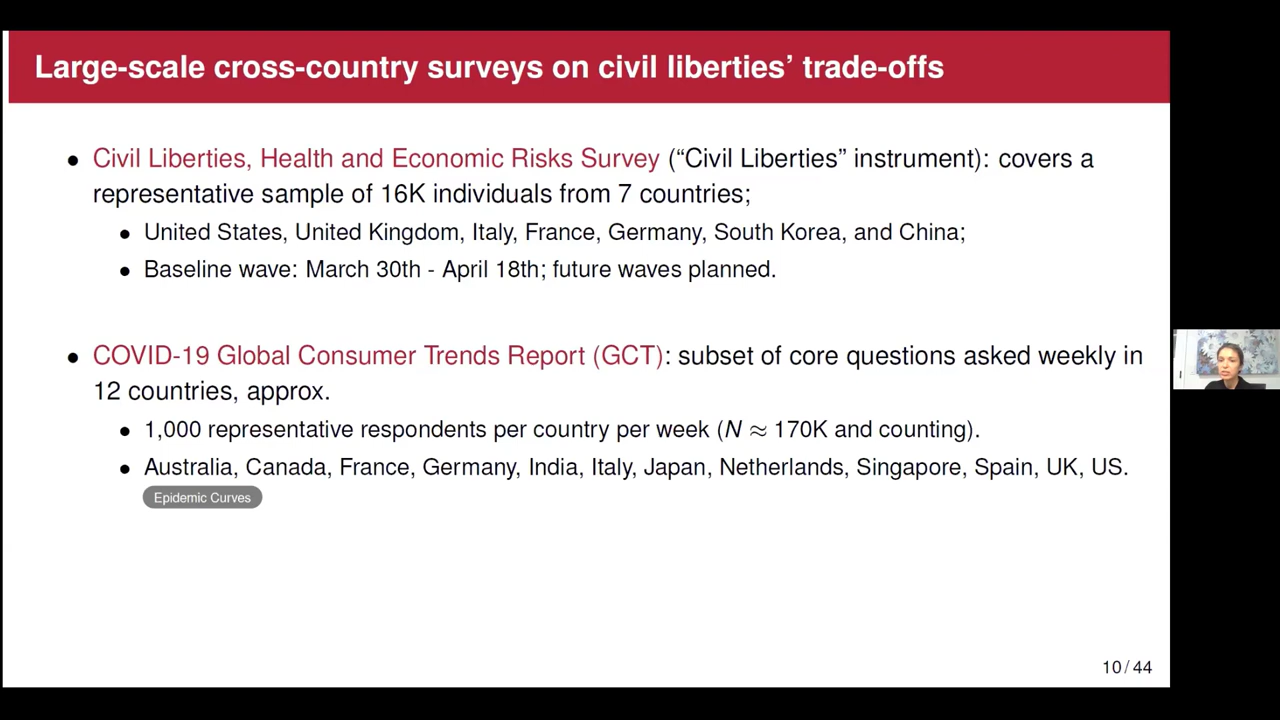 Large-scale cross-country surveys on civil liberties' trade-offs
• Civil Liberties, Health and Economic Risks Survey (“Civil Liberties” instrument): covers a
representative sample of 16K individuals from 7 countries;
• United States, United Kingdom, Italy, France, Germany, South Korea, and China;
• Baseline wave: March 30th - April 18th; future waves planned.
• COVID-19 Global Consumer Trends Report (GCT): subset of core questions asked weekly in
12 countries, approx.
• 1,000 representative respondents per country per week (N ≈ 170K and counting).
• Australia, Canada, France, Germany, India, Italy, Japan, Netherlands, Singapore, Spain, UK, US.
Epidemic Curves
10 / 44